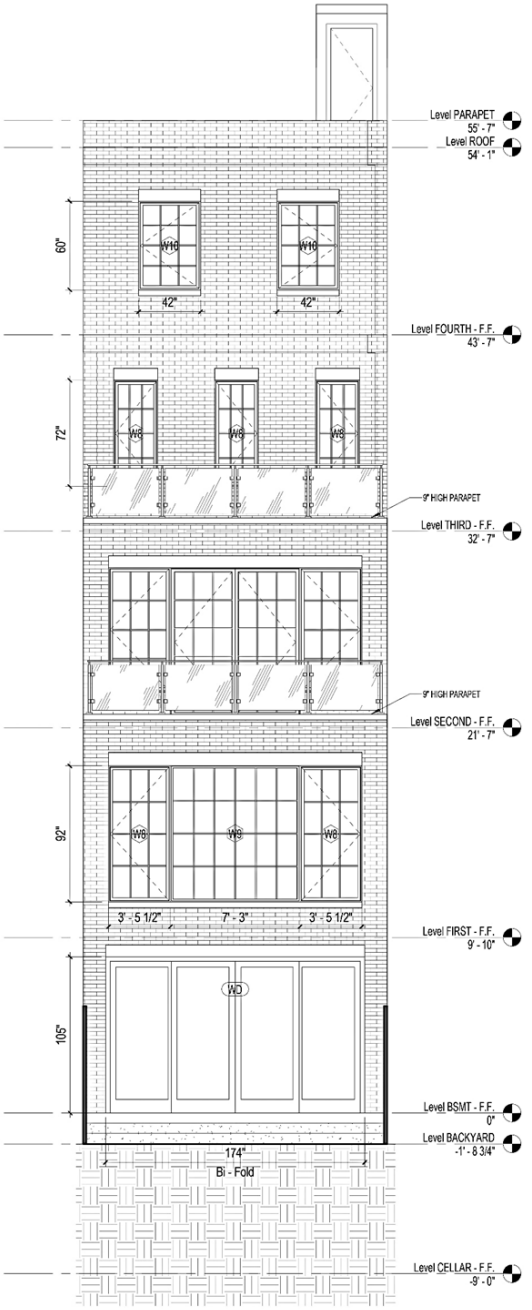 Level PARAPET
55' - 7"
Level ROOF
54' - 1"
60"
W10
W10
42"
42"
Level FOURTH - F.F.
43' - 7"
72"
W8
W8
W8
9" HIGH PARAPET
Level THIRD - F.F.
32' - 7"
9" HIGH PARAPET
Level SECOND - F.F.
21' - 7"
92"
W8
W9
W8
3' - 5 1/2"
7' - 3"
3' - 5 1/2"
Level FIRST - F.F.
9' - 10"
WD
105"
Level BSMT - F.F.
0"
Level BACKYARD
-1' - 8 3/4"
174"
Bi - Fold
Level CELLAR - F.F.
-9' - 0"